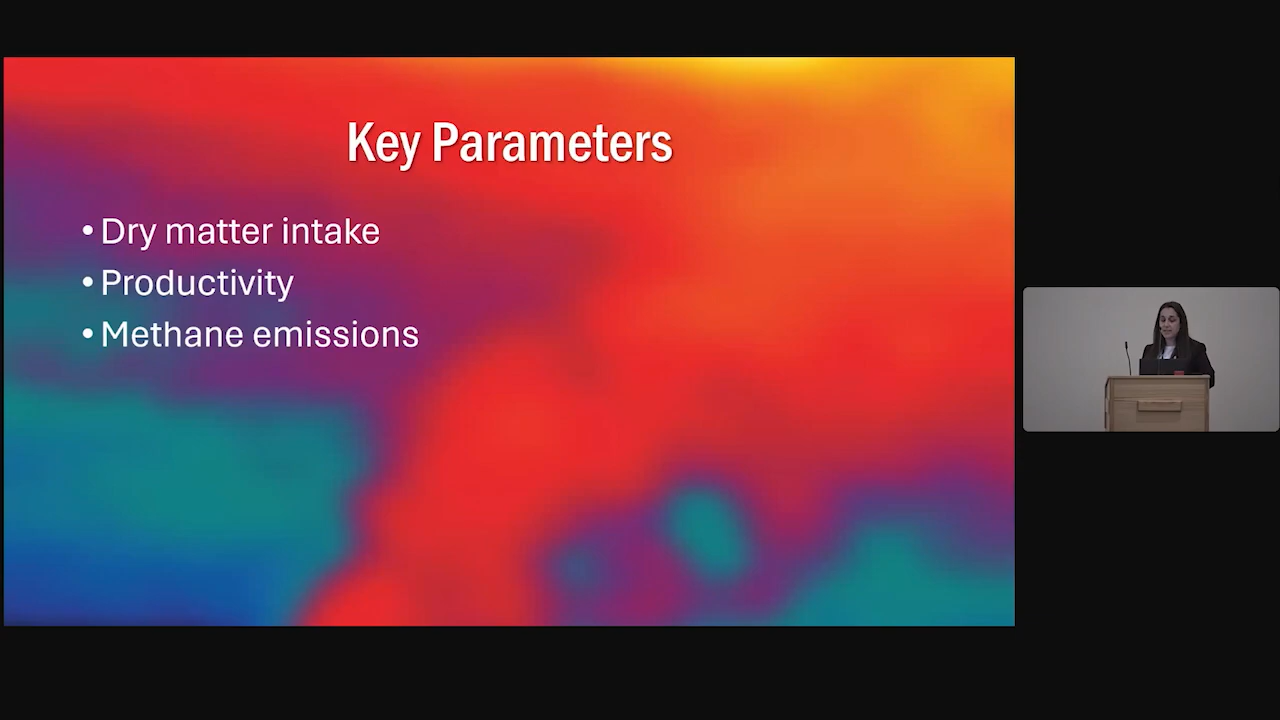 Key Parameters
• Dry matter intake
• Productivity
• Methane emissions